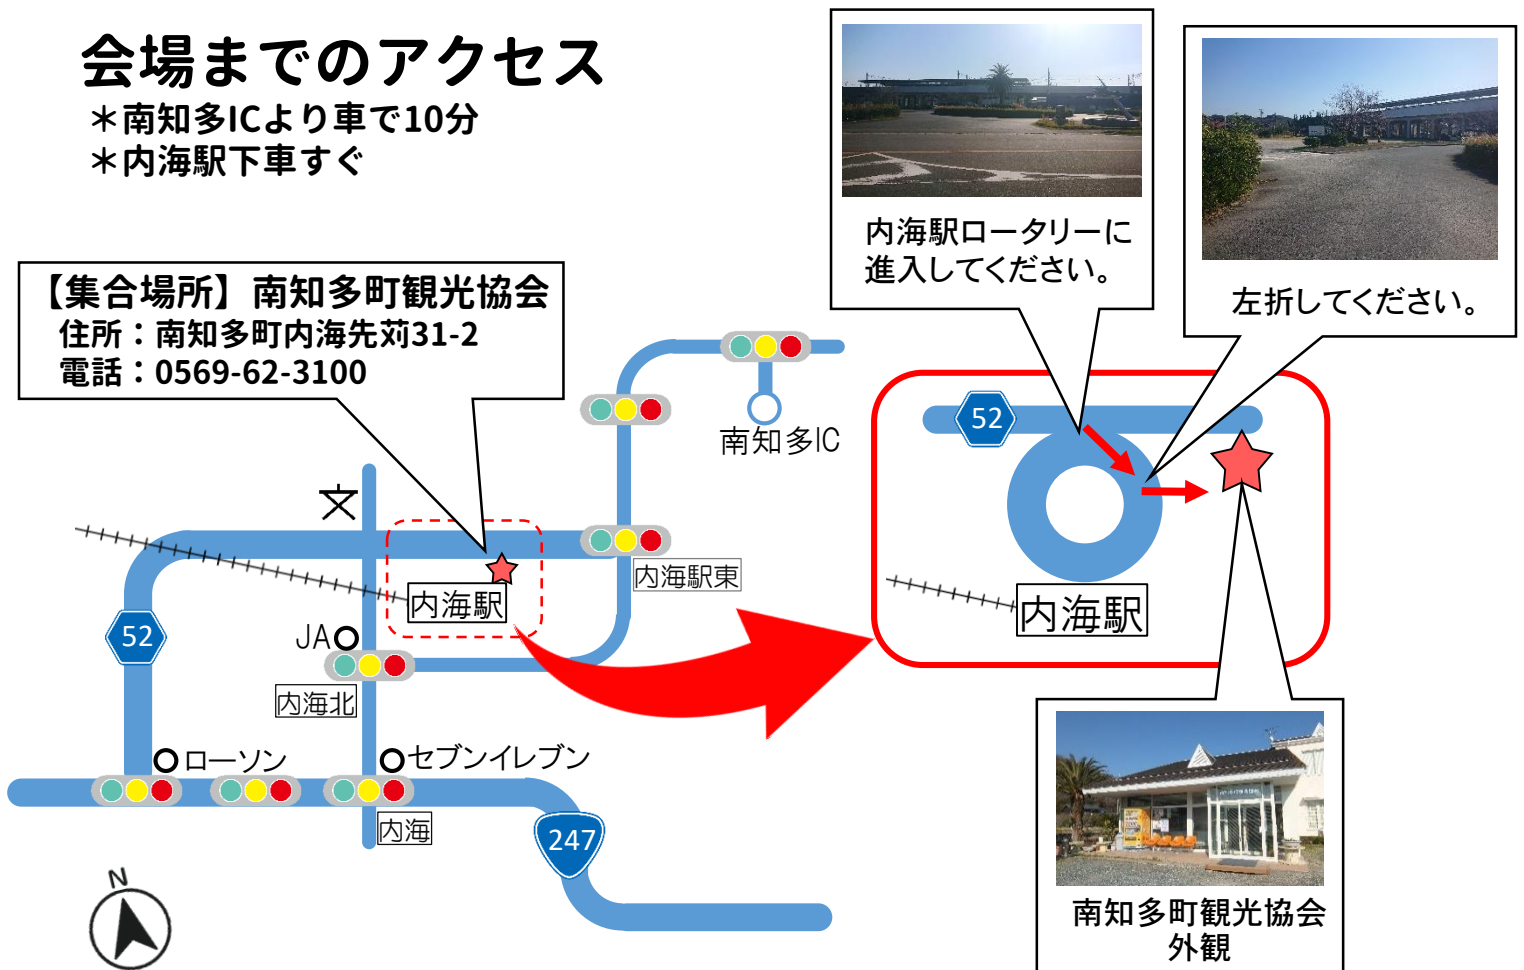 会場までのアクセス
＊南知多ICより車で10分
＊内海駅下車すぐ
【集合場所】南知多町観光協会
住所：南知多町内海先苅31-2
電話：0569-62-3100
内海駅ロータリーに
進入してください。
左折してください。
南知多IC
52
文
内海駅東
内海駅
52
JA
内海北
ローソン
セブンイレブン
内海
247
N
内海駅
52
南知多町観光協会
外観